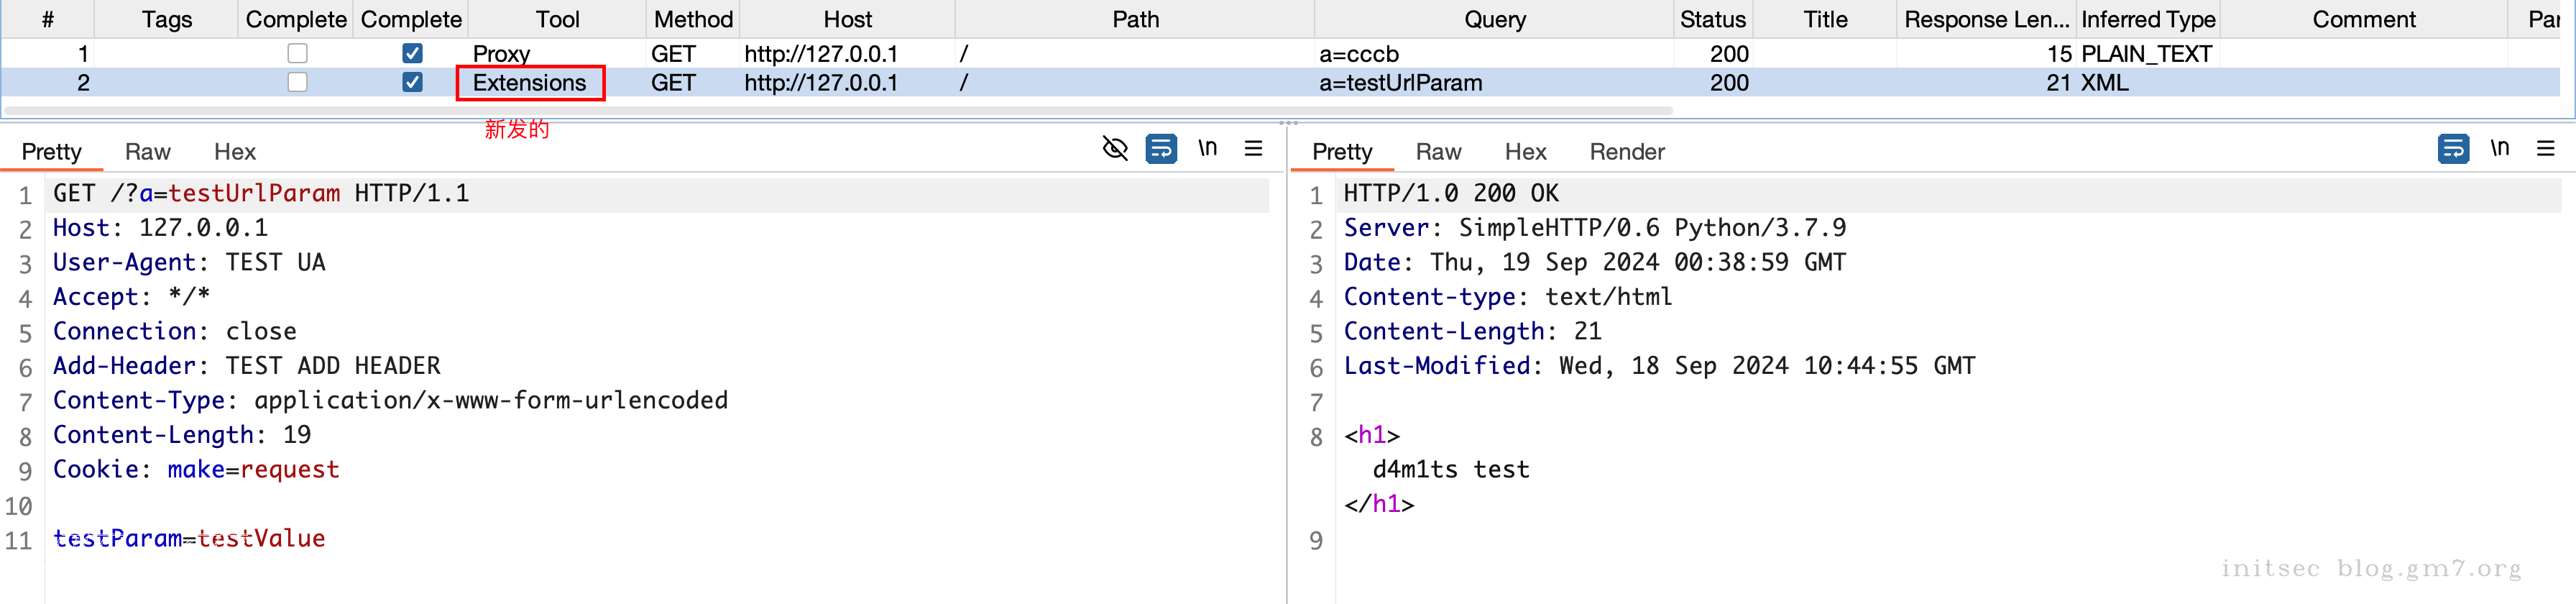 # Tags Complete Complete Tool Method Host Path Query Status Title Response Len... Inferred Type Comment Par
1 Proxy GET http://127.0.0.1 / a=cccb 200 15 PLAIN_TEXT
2 Extensions GET http://127.0.0.1 / a=testUrlParam 200 21 XML
新发的
Pretty Raw Hex \n
1 GET /?a=testUrlParam HTTP/1.1
2 Host: 127.0.0.1
3 User-Agent: TEST UA
4 Accept: */*
5 Connection: close
6 Add-Header: TEST ADD HEADER
7 Content-Type: application/x-www-form-urlencoded
8 Content-Length: 19
9 Cookie: make=request
10
11 testParam=testValue
Pretty Raw Hex Render \n
1 HTTP/1.0 200 OK
2 Server: SimpleHTTP/0.6 Python/3.7.9
3 Date: Thu, 19 Sep 2024 00:38:59 GMT
4 Content-type: text/html
5 Content-Length: 21
6 Last-Modified: Wed, 18 Sep 2024 10:44:55 GMT
7
8 <h1>
d4m1ts test
</h1>
9
initsec blog.gm7.org